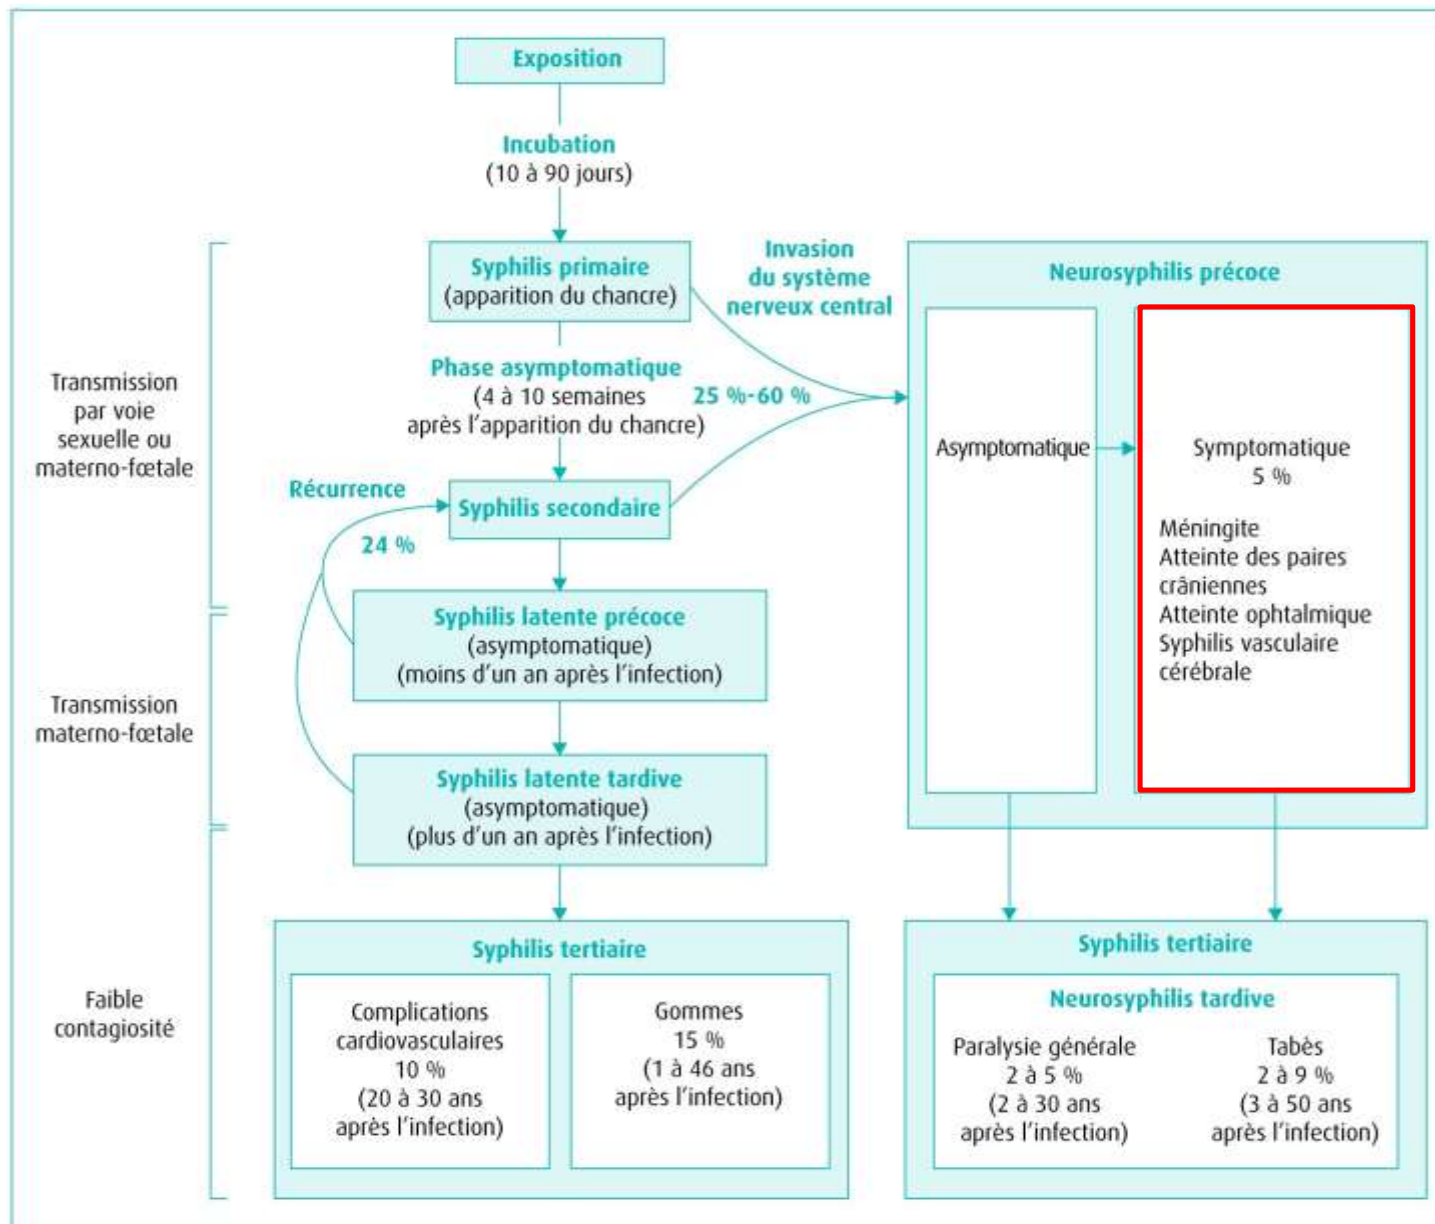 Exposition
Incubation
(10 à 90 jours)
Transmission
par voie
sexuelle ou
materno-fœtale
Syphilis primaire
(apparition du chancre)
Invasion
du système
nerveux central
Phase asymptomatique
(4 à 10 semaines
après l'apparition du chancre)
25 %-60 %
Récurrence
24 %
Syphilis secondaire
Neurosyphilis précoce
Asymptomatique
Symptomatique
5 %
Méningite
Atteinte des paires
crâniennes
Atteinte ophtalmique
Syphilis vasculaire
cérébrale
Transmission
materno-fœtale
Syphilis latente précoce
(asymptomatique)
(moins d'un an après l'infection)
Syphilis latente tardive
(asymptomatique)
(plus d'un an après l'infection)
Faible
contagiosité
Syphilis tertiaire
Complications
cardiovasculaires
10 %
(20 à 30 ans
après l'infection)
Gommes
15 %
(1 à 46 ans
après l'infection)
Syphilis tertiaire
Neurosyphilis tardive
Paralysie générale
2 à 5 %
(2 à 30 ans
après l'infection)
Tabès
2 à 9 %
(3 à 50 ans
après l'infection)